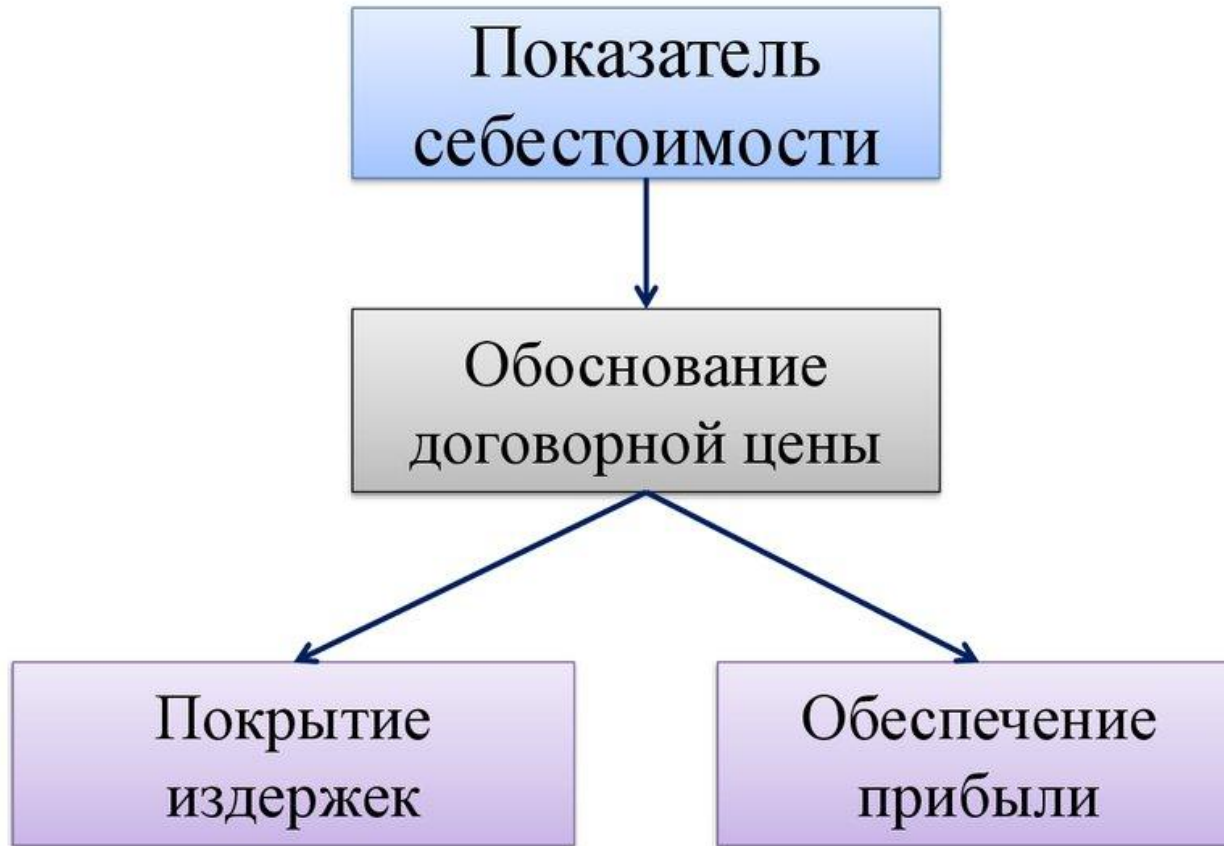 Показатель
себестоимости
Обоснование
договорной цены
Покрытие
издержек
Обеспечение
прибыли